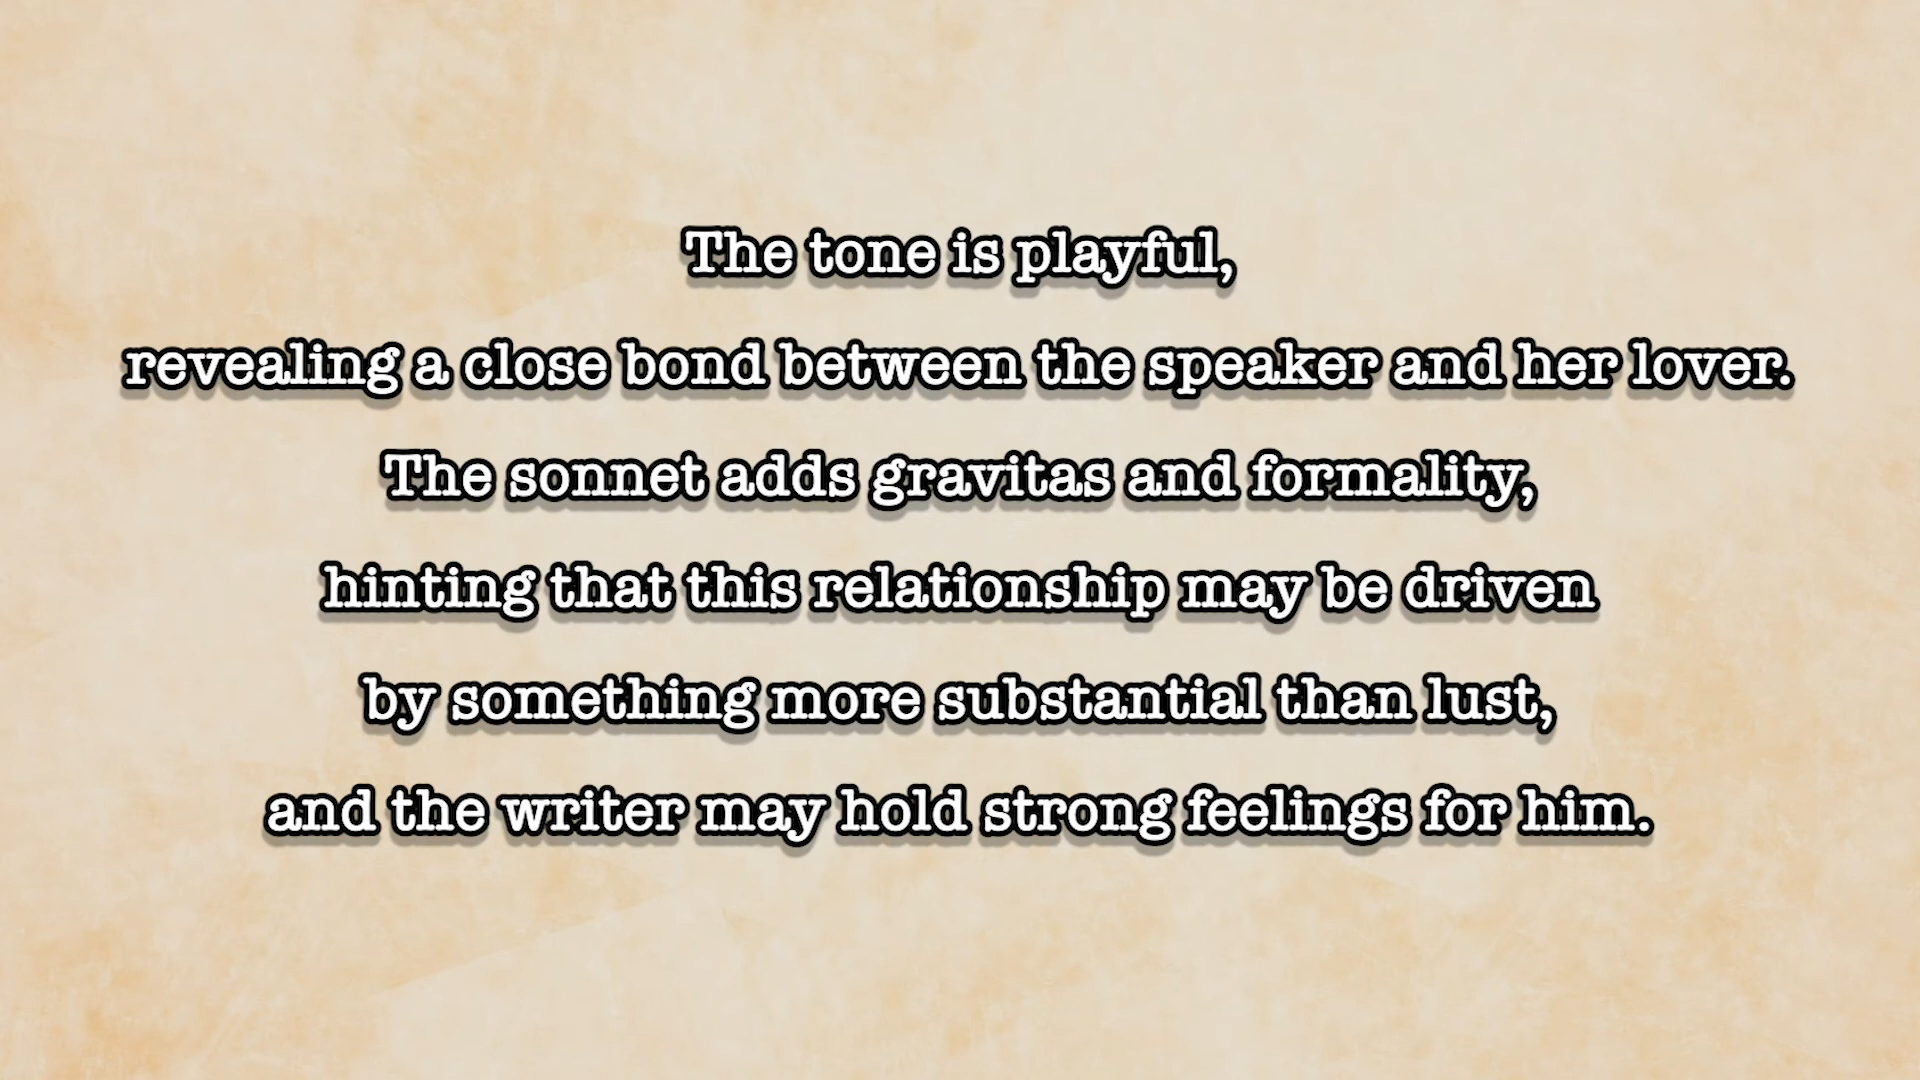 The tone is playful,
revealing a close bond between the speaker and her lover.
The sonnet adds gravitas and formality,
hinting that this relationship may be driven
by something more substantial than lust,
and the writer may hold strong feelings for him.